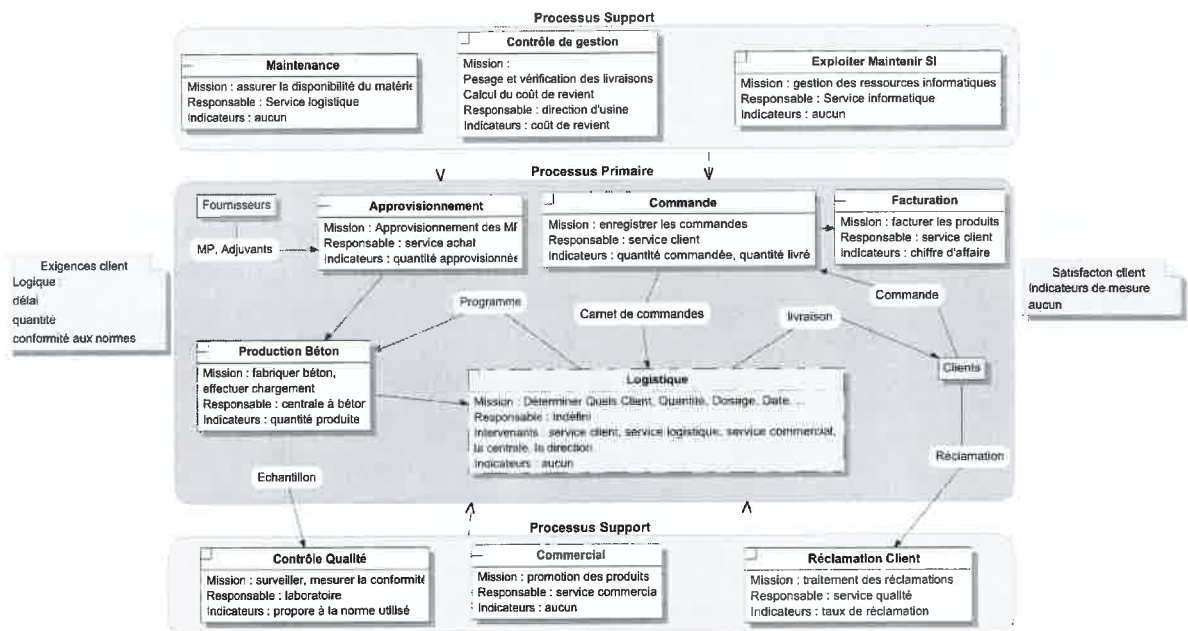 Processus Support
Maintenance
Mission : assurer la disponibilité du matérie
Responsable : Service logistique
Indicateurs : aucun
Contrôle de gestion
Mission :
Pesage et vérification des livraisons
Calcul du coût de revient
Responsable : direction d'usine
Indicateurs : coût de revient
Exploiter Maintenir SI
Mission : gestion des ressources informatiques
Responsable : Service informatique
Indicateurs : aucun
Processus Primaire
Fournisseurs
MP, Adjuvants
Approvisionnement
Mission : Approvisionnement des MF
Responsable : service achat
Indicateurs : quantité approvisionnée
Commande
Mission : enregistrer les commandes
Responsable : service client
Indicateurs : quantité commandée, quantité livré
Facturation
Mission : facturer les produits
Responsable : service client
Indicateurs : chiffre d'affaire
Exigences client
Logique :
délai
quantité
conformité aux normes
Satisfacton client
Indicateurs de mesure
aucun
Programme
Carnet de commandes
livraison
Commande
Clients
Réclamation
Production Béton
Mission : fabriquer béton,
effectuer chargement
Responsable : centrale à bétor
Indicateurs : quantité produite
Logistique
Mission : Déterminer Quels Client, Quantité, Dosage, Date, ...
Responsable : Indéfini
Intervenants : service client, service logistique, service commercial,
la centrale, la direction
Indicateurs : aucun
Echantillon
Processus Support
Contrôle Qualité
Mission : surveiller, mesurer la conformité
Responsable : laboratoire
Indicateurs : propore à la norme utilisé
Commercial
Mission : promotion des produits
Responsable : service commercia
Indicateurs : aucun
Réclamation Client
Mission : traitement des réclamations
Responsable : service qualité
Indicateurs : taux de réclamation